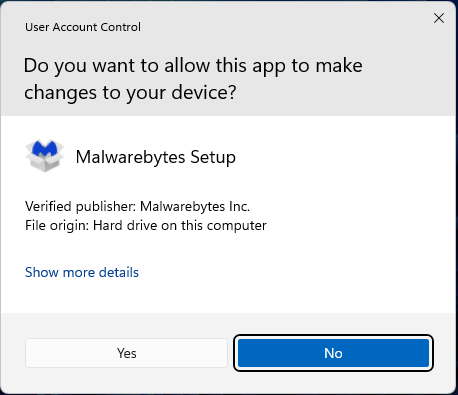 User Account Control
Do you want to allow this app to make
changes to your device?
Malwarebytes Setup
Verified publisher: Malwarebytes Inc.
File origin: Hard drive on this computer
Show more details
Yes
No